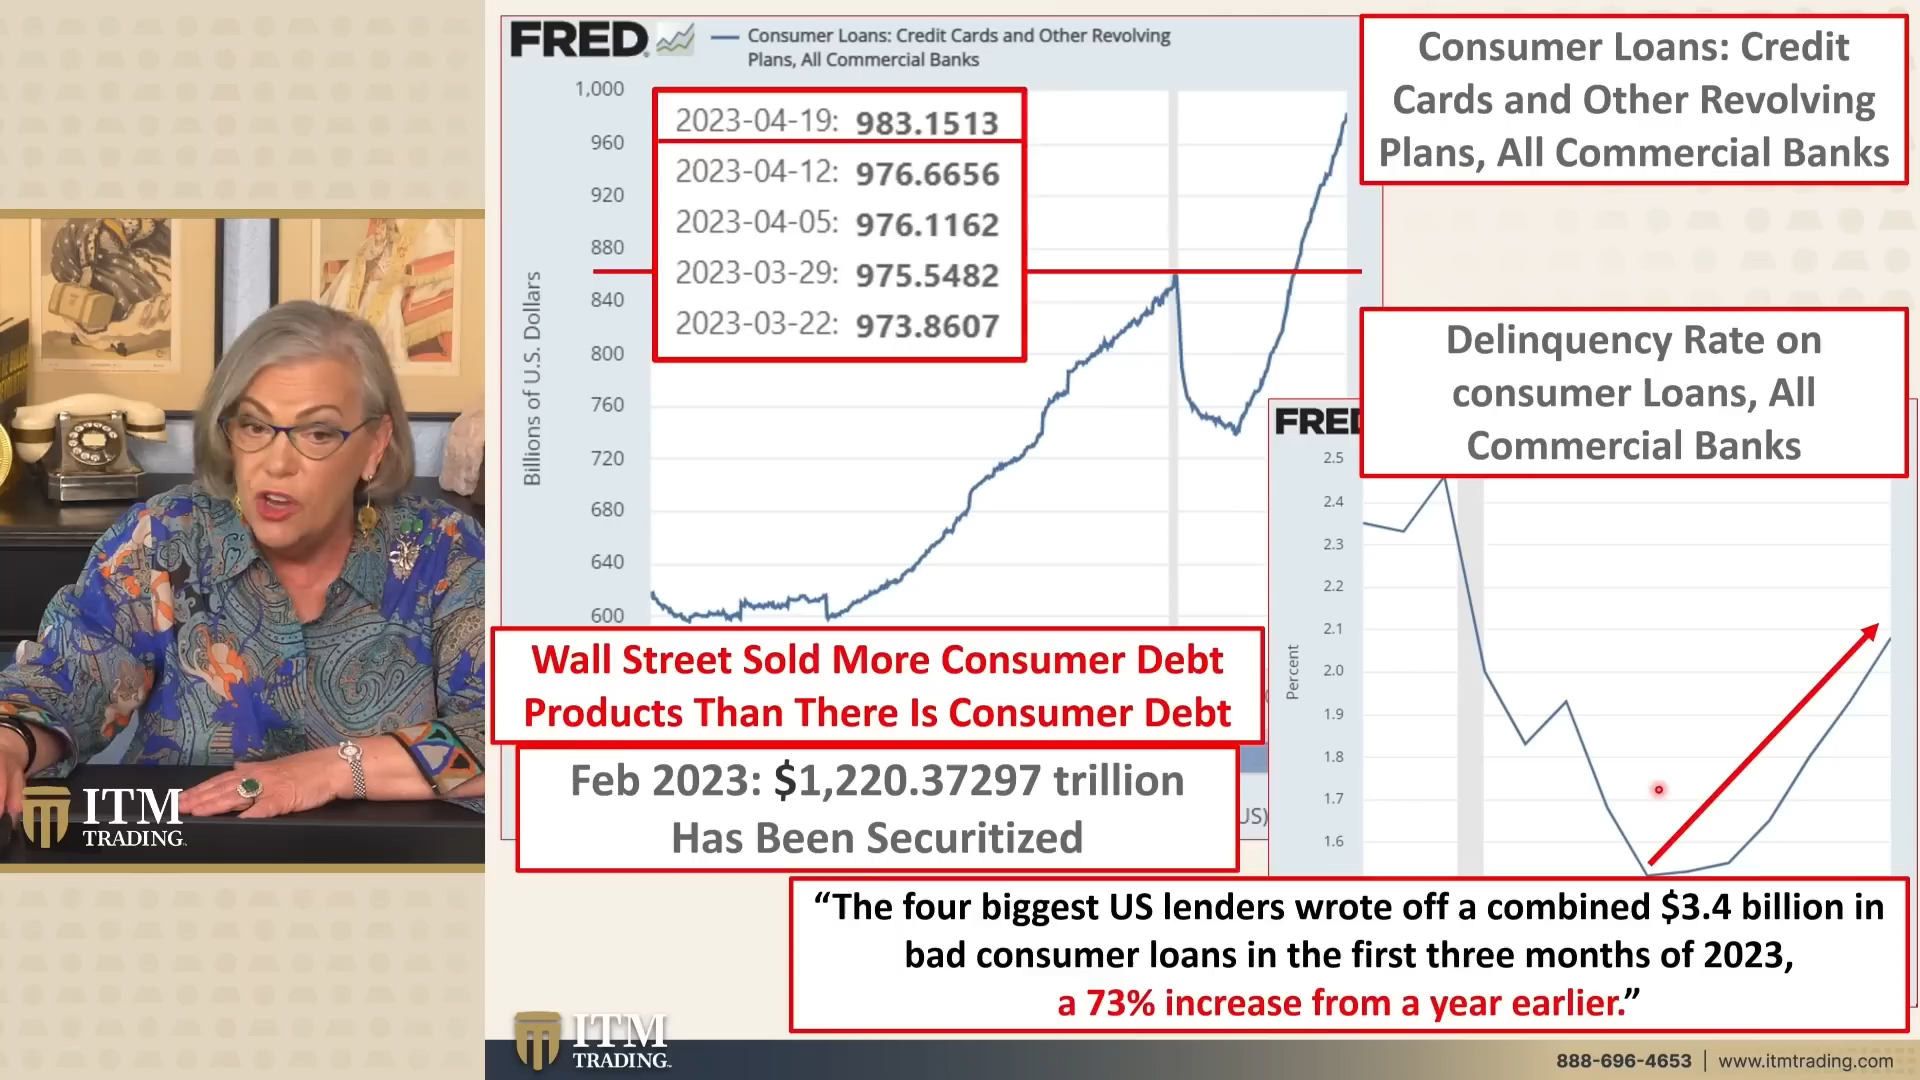 FRED
Consumer Loans: Credit Cards and Other Revolving
Plans, All Commercial Banks
1,000
960
920
880
840
800
760
720
680
640
600
Billions of U.S. Dollars
2023-04-19: 983.1513
2023-04-12: 976.6656
2023-04-05: 976.1162
2023-03-29: 975.5482
2023-03-22: 973.8607
Consumer Loans: Credit
Cards and Other Revolving
Plans, All Commercial Banks
Delinquency Rate on
consumer Loans, All
Commercial Banks
FRED
2.5
2.4
2.3
2.2
2.1
2.0
1.9
1.8
1.7
1.6
Percent
Wall Street Sold More Consumer Debt
Products Than There Is Consumer Debt
Feb 2023: $1,220.37297 trillion
Has Been Securitized
US)
“The four biggest US lenders wrote off a combined $3.4 billion in
bad consumer loans in the first three months of 2023,
a 73% increase from a year earlier.”
ITM
TRADING
ITM
TRADING
888-696-4653 | www.itmtrading.com